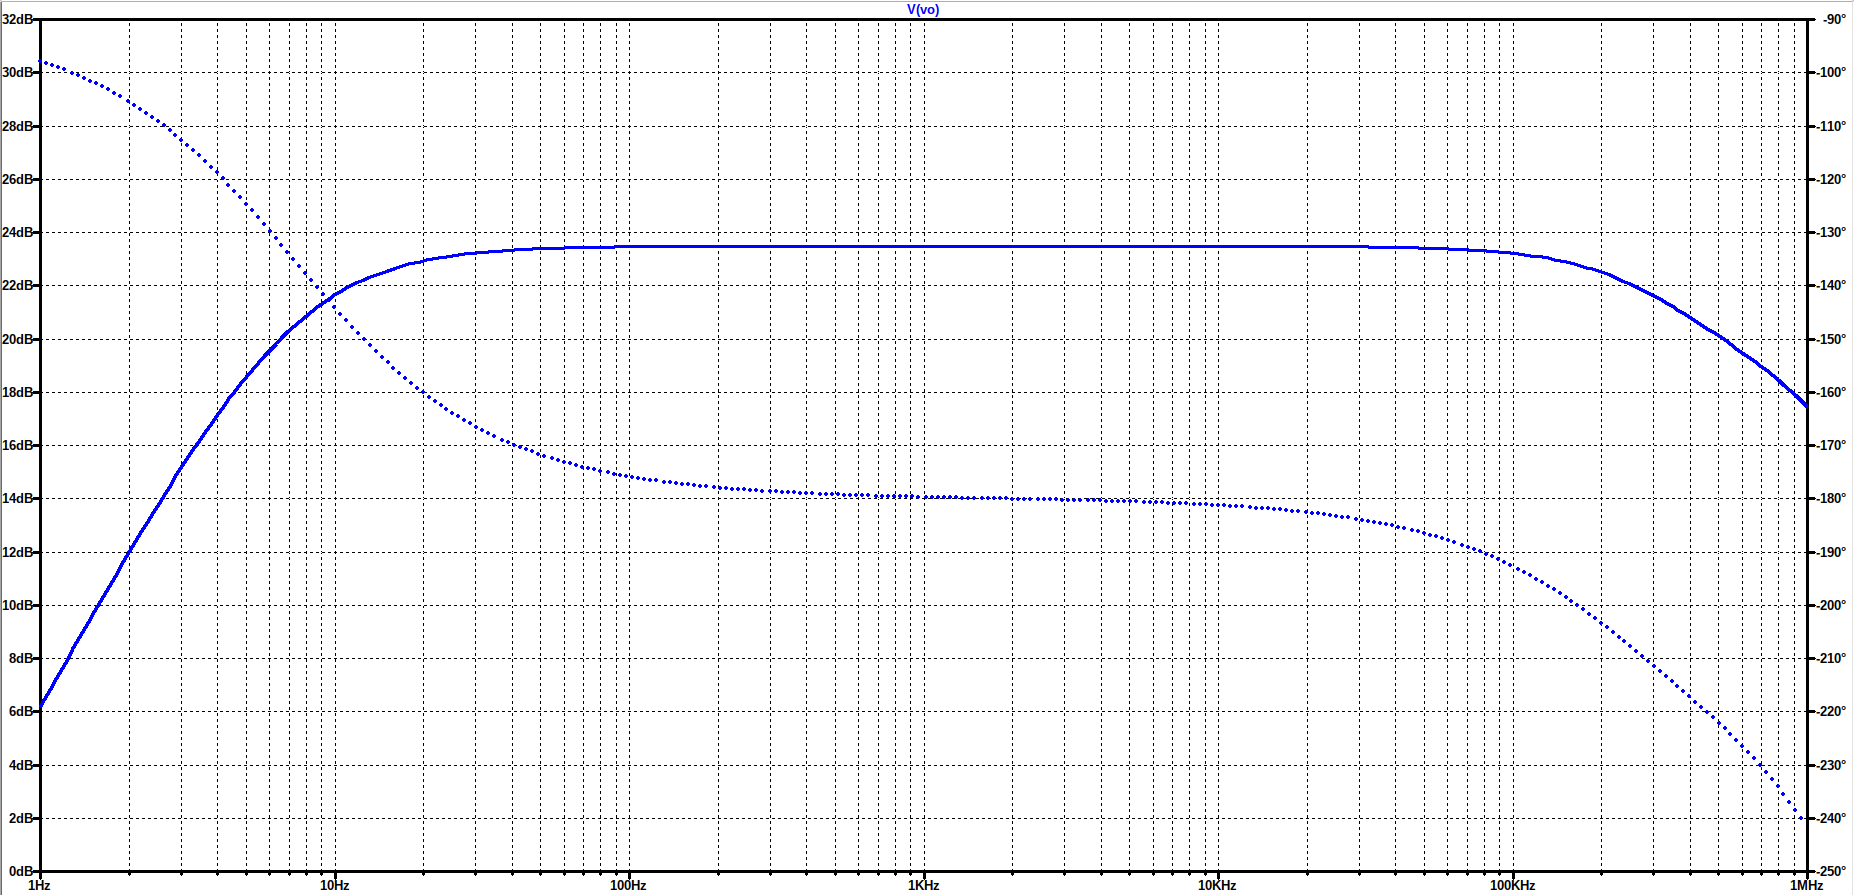 V(vo)
32dB -90°
30dB -100°
28dB -110°
26dB -120°
24dB -130°
22dB -140°
20dB -150°
18dB -160°
16dB -170°
14dB -180°
12dB -190°
10dB -200°
8dB -210°
6dB -220°
4dB -230°
2dB -240°
0dB -250°
1Hz 10Hz 100Hz 1KHz 10KHz 100KHz 1MHz